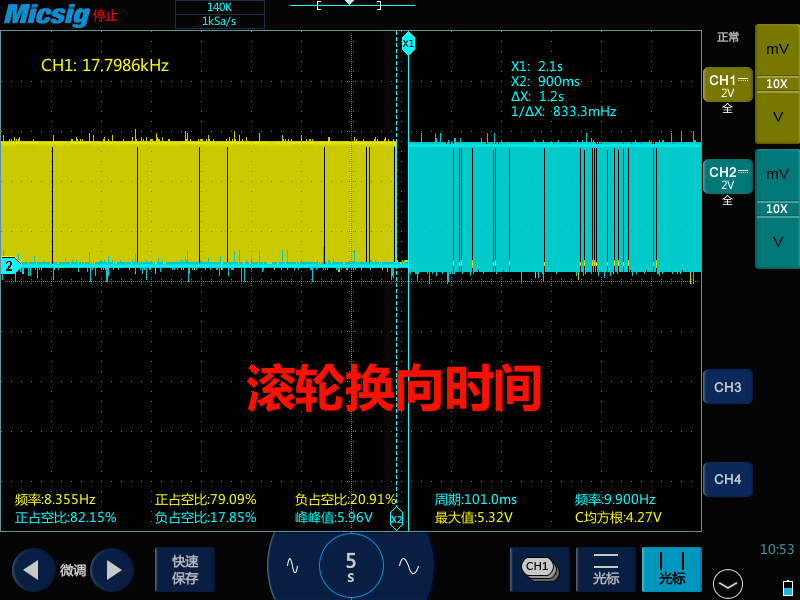 Micsig 停止
140K
1kSa/s
CH1: 17.7986kHz
X1
X1: 2.1s
X2: 900ms
ΔX: 1.2s
1/ΔX: 833.3mHz
2
滚轮换向时间
频率:8.355Hz 正占空比:79.09% 负占空比:20.91% 周期:101.0ms 频率:9.900Hz
正占空比:82.15% 负占空比:17.85% 峰峰值:5.96V X2 最大值:5.32V C均方根:4.27V
正常
CH1
2V
全
mV
10X
V
CH2
2V
全
mV
10X
V
CH3
CH4
微调
快速
保存
5
s
CH1
光标
光标
10:53